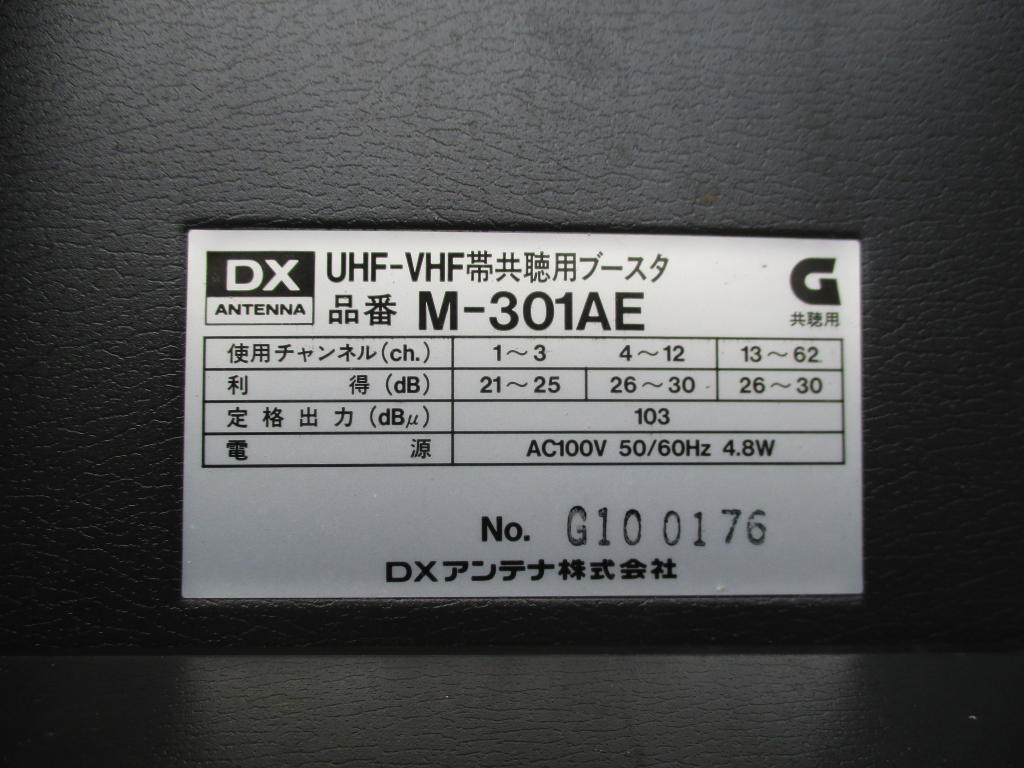 DX
ANTENNA
UHF-VHF帯共聴用ブースタ
品番 M-301AE
G
共聴用
使用チャンネル(ch.) 1～3 4～12 13～62
利得(dB) 21～25 26～30 26～30
定格出力(dBμ) 103
電源 AC100V 50/60Hz 4.8W
No. G10 0176
DXアンテナ株式会社